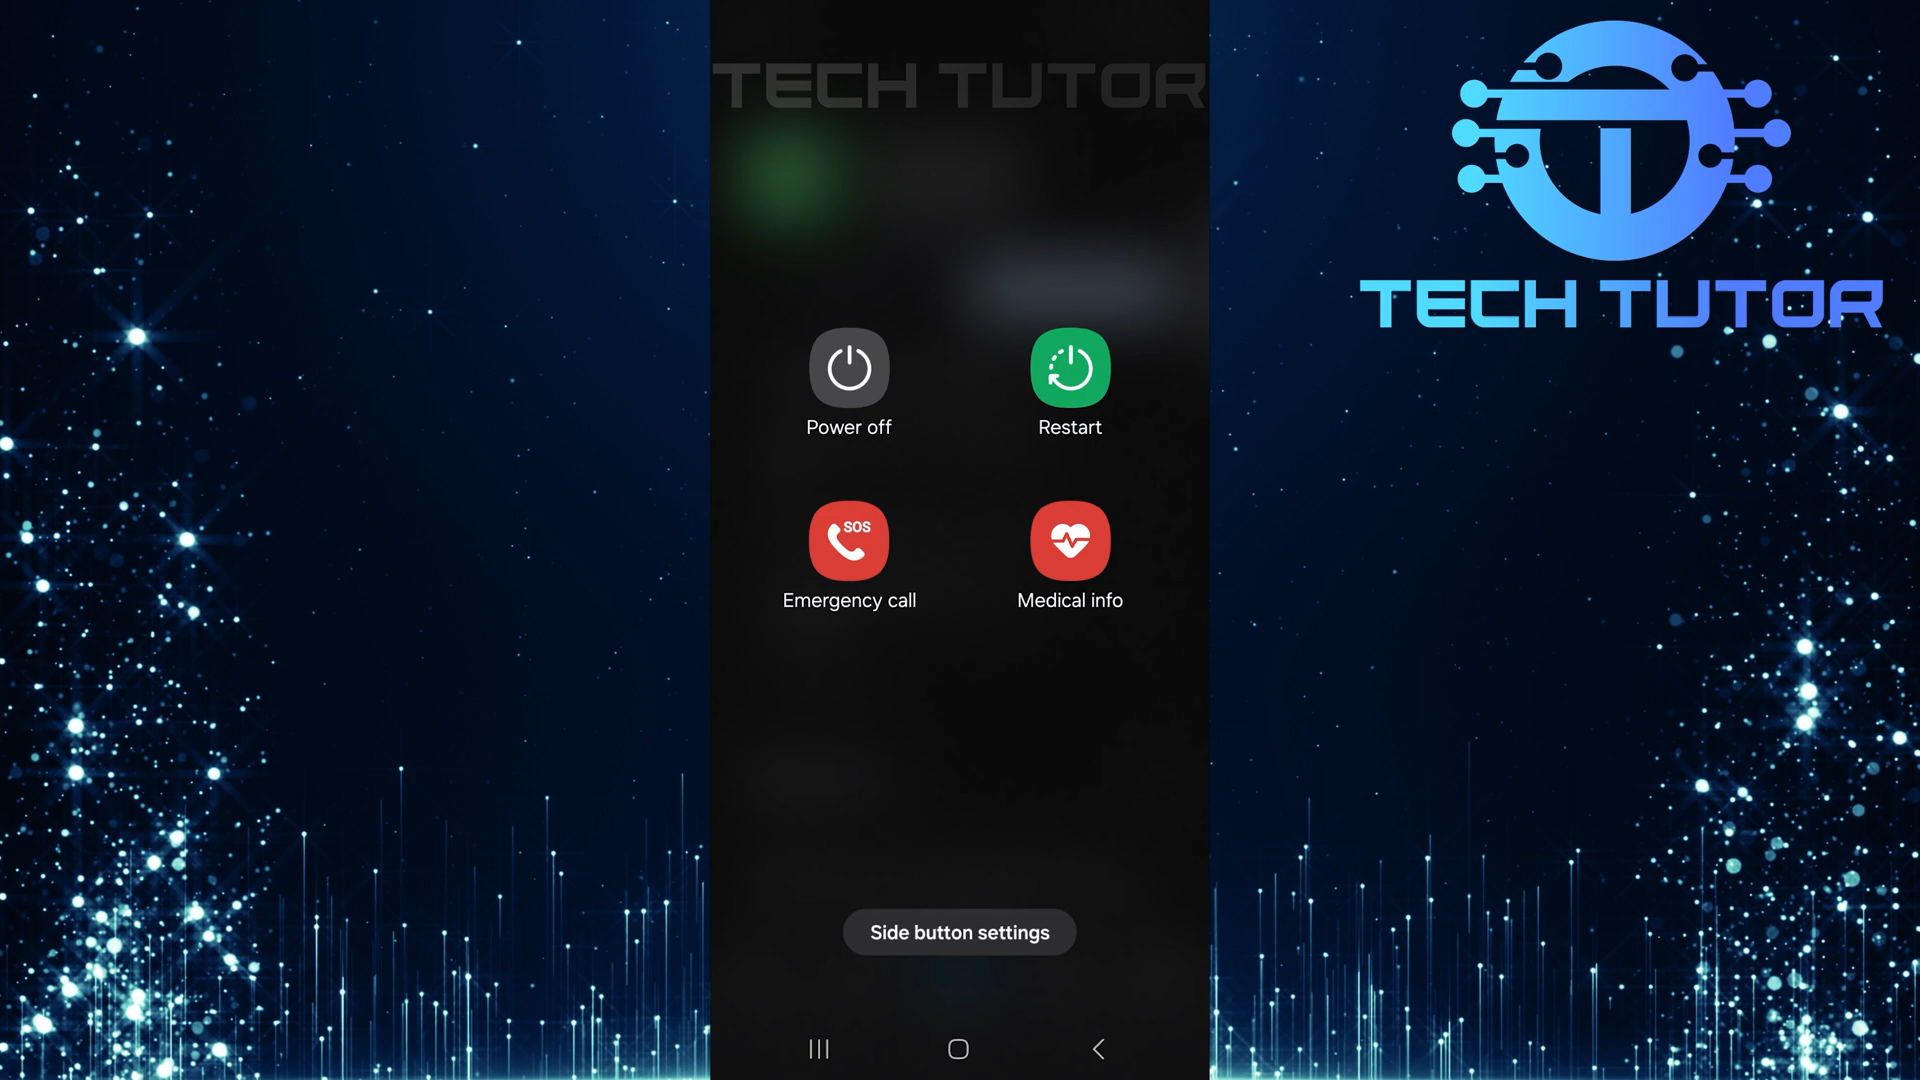 TECH TUTOR
TECH TUTOR
Power off
Restart
SOS
Emergency call
Medical info
Side button settings